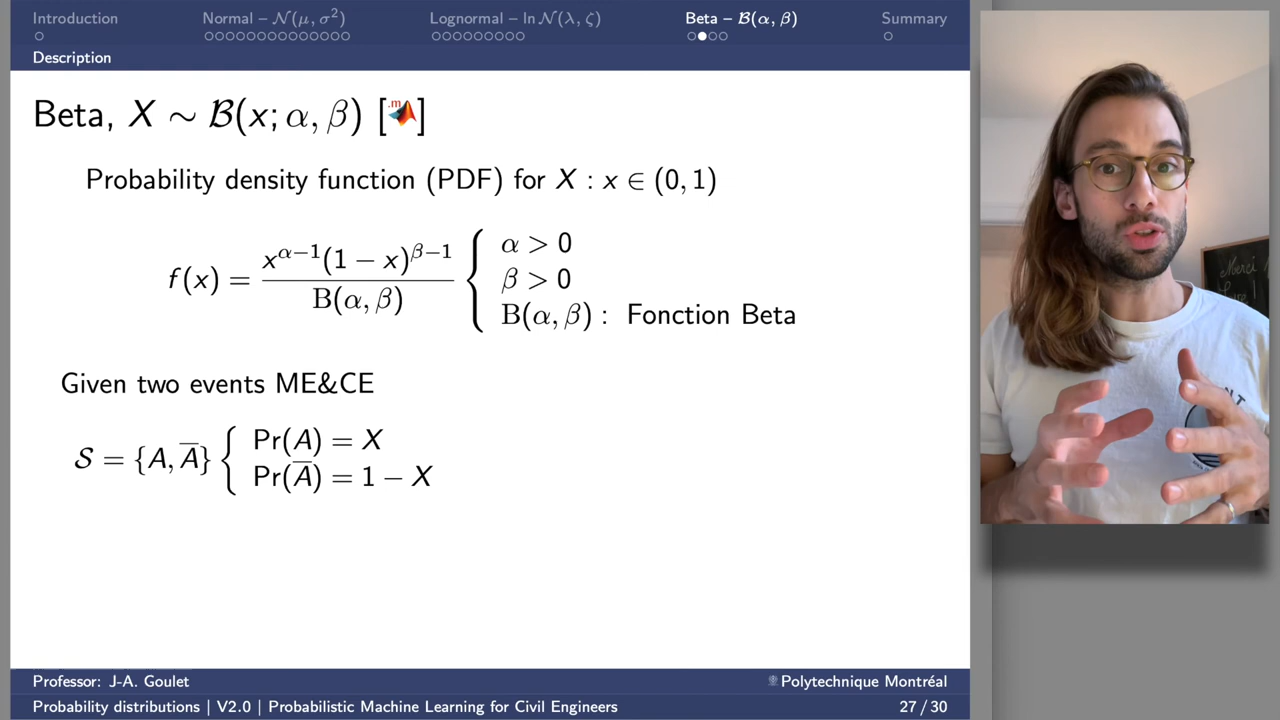 Introduction
Normal – 𝒩(μ, σ²)
Lognormal – ln 𝒩(λ, ζ)
Beta – ℬ(α, β)
Summary
Description
Beta, X ∼ ℬ(x; α, β) [.m]
Probability density function (PDF) for X : x ∈ (0, 1)
f(x) = x^{α−1}(1 − x)^{β−1} / B(α, β) { α > 0
β > 0
B(α, β) : Fonction Beta
Given two events ME&CE
𝒮 = {A, A̅} { Pr(A) = X
Pr(A̅) = 1 − X
Merci
Professor: J-A. Goulet
Polytechnique Montréal
Probability distributions | V2.0 | Probabilistic Machine Learning for Civil Engineers
27 / 30